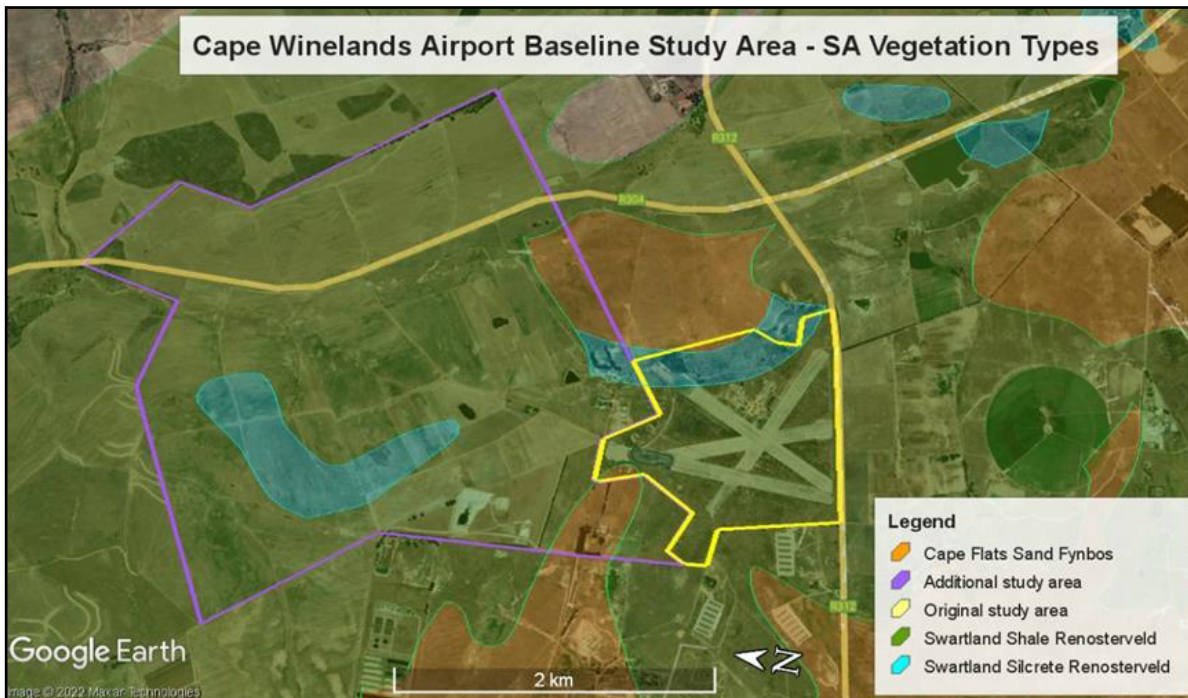 Cape Winelands Airport Baseline Study Area - SA Vegetation Types
R312
R304
Legend
Cape Flats Sand Fynbos
Additional study area
Original study area
Swartland Shale Renosterveld
Swartland Silcrete Renosterveld
R312
N
2 km
Google Earth
Image © 2022 Maxar Technologies